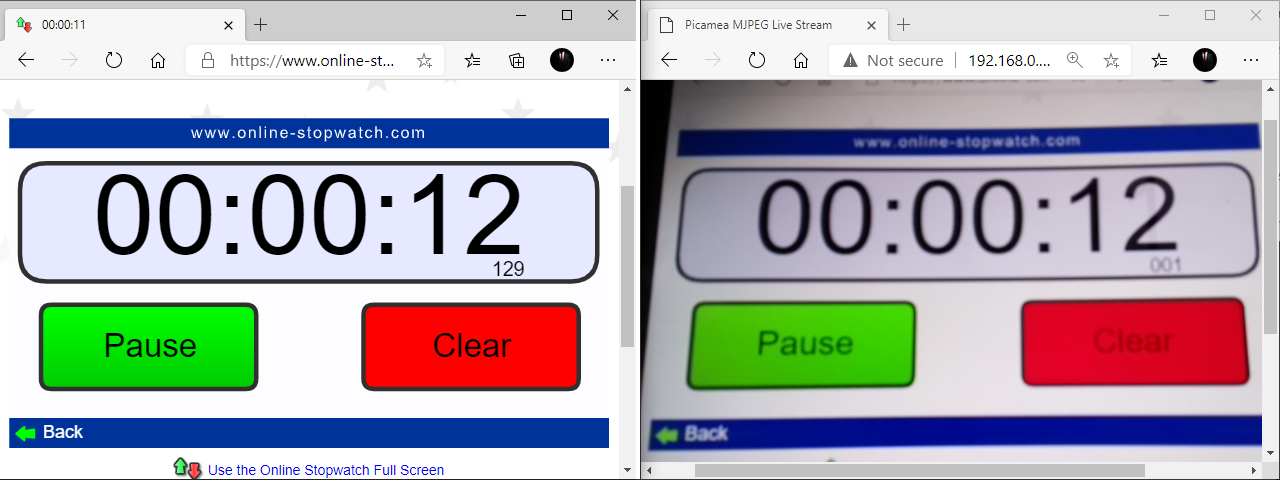 00:00:11
https://www.online-st...
www.online-stopwatch.com
00:00:12
129
Pause
Clear
Back
Use the Online Stopwatch Full Screen
Picamea MJPEG Live Stream
Not secure
192.168.0....
www.online-stopwatch.com
00:00:12
001
Pause
Clear
Back